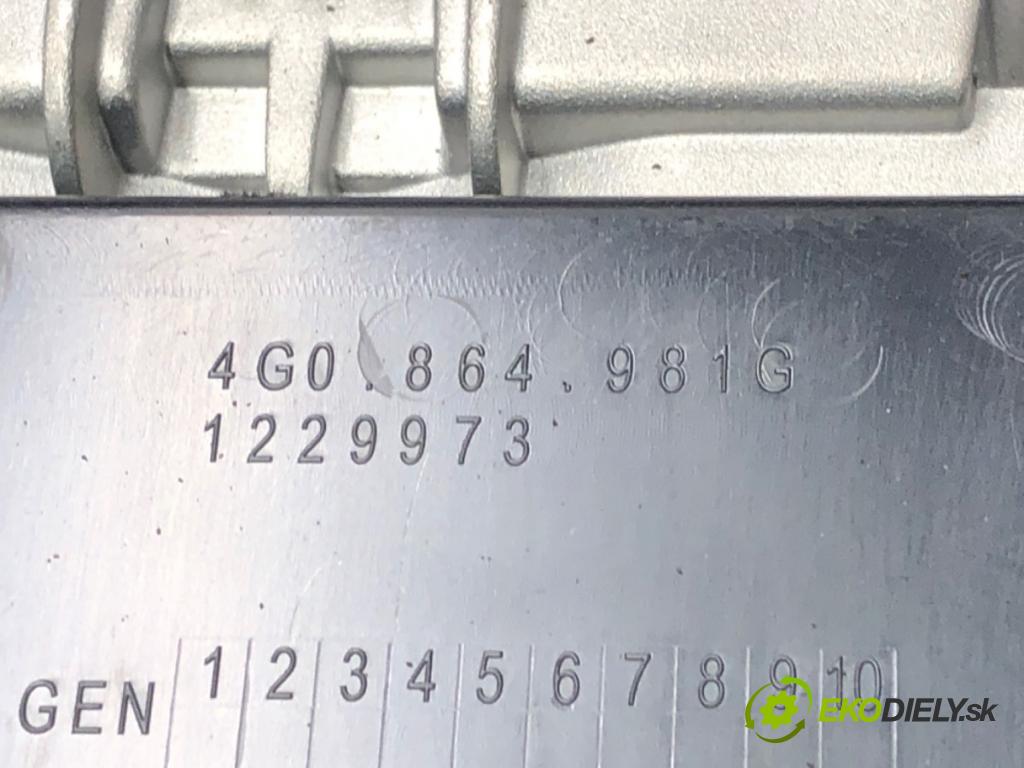 4G0.864.981G
1229973
GEN 1 2 3 4 5 6 7 8 9 10
EKODIELY.sk